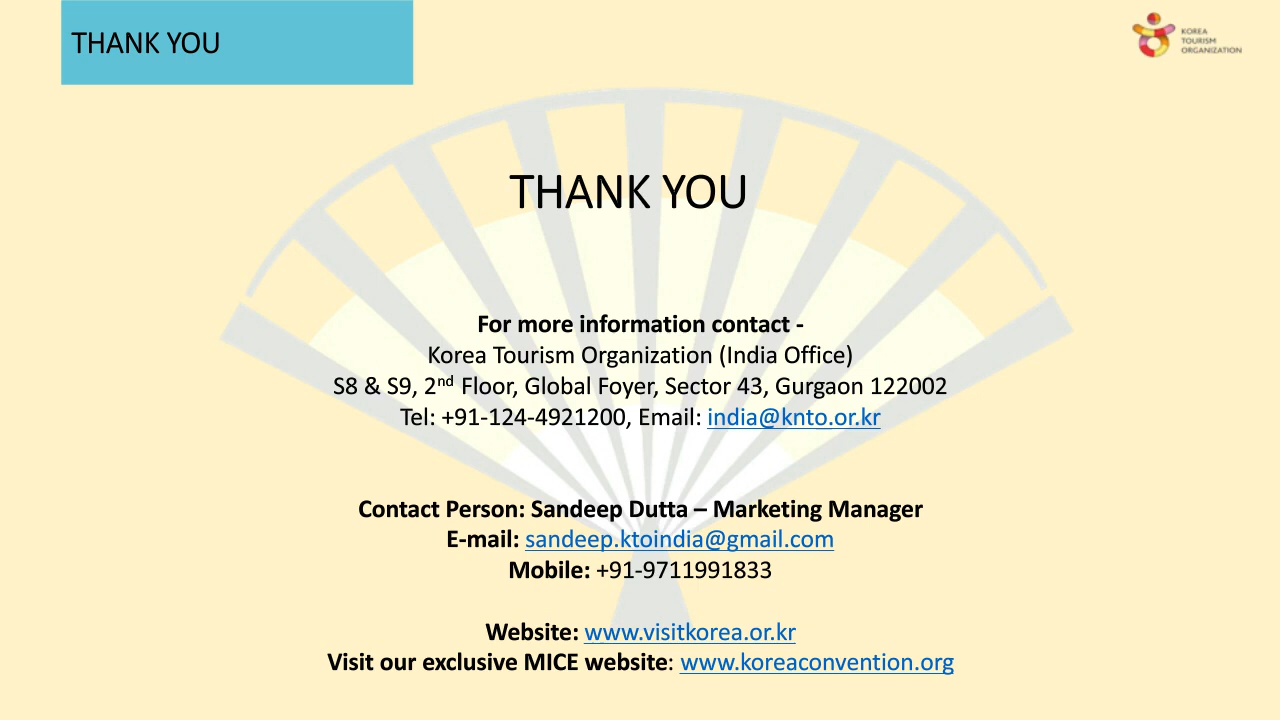 THANK YOU
KOREA
TOURISM
ORGANIZATION
THANK YOU
For more information contact -
Korea Tourism Organization (India Office)
S8 & S9, 2nd Floor, Global Foyer, Sector 43, Gurgaon 122002
Tel: +91-124-4921200, Email: india@knto.or.kr
Contact Person: Sandeep Dutta – Marketing Manager
E-mail: sandeep.ktoindia@gmail.com
Mobile: +91-9711991833
Website: www.visitkorea.or.kr
Visit our exclusive MICE website: www.koreaconvention.org